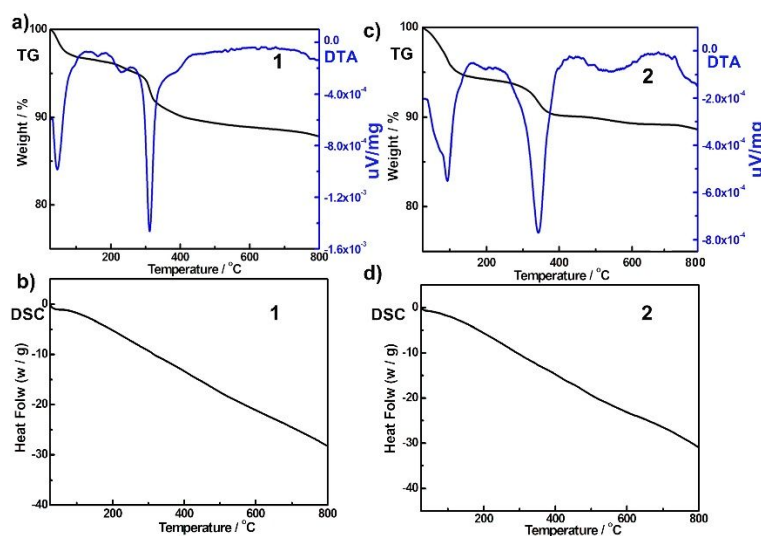 a)
100
TG
90
80
Weight / %
1
0.0
DTA
-4.0x10⁻⁴
-8.0x10⁻⁴
-1.2x10⁻³
-1.6x10⁻³
uV/mg
200 400 600 800
Temperature / °C
c)
100
TG
90
80
Weight / %
2
0.0
DTA
-2.0x10⁻⁴
-4.0x10⁻⁴
-6.0x10⁻⁴
-8.0x10⁻⁴
uV/mg
200 400 600 800
Temperature / °C
b)
0
DSC
-10
-20
-30
-40
Heat Folw (w / g)
1
200 400 600 800
Temperature / °C
d)
0
DSC
-10
-20
-30
-40
Heat Folw (w / g)
2
200 400 600 800
Temperature / °C